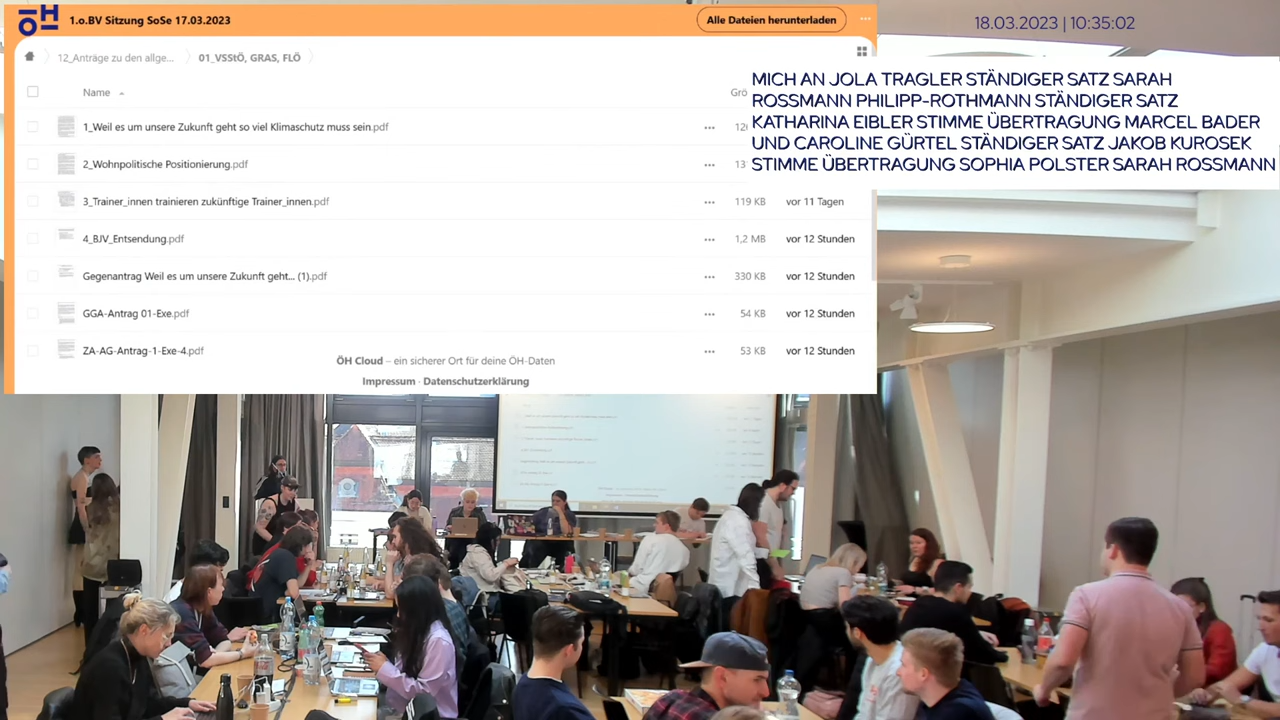 ÖH
1.o.BV Sitzung SoSe 17.03.2023
Alle Dateien herunterladen
18.03.2023 | 10:35:02
12_Anträge zu den allge...
01_VSStÖ, GRAS, FLÖ
MICH AN JOLA TRAGLER STÄNDIGER SATZ SARAH
ROSSMANN PHILIPP-ROTHMANN STÄNDIGER SATZ
KATHARINA EIBLER STIMME ÜBERTRAGUNG MARCEL BADER
UND CAROLINE GÜRTEL STÄNDIGER SATZ JAKOB KUROSEK
STIMME ÜBERTRAGUNG SOPHIA POLSTER SARAH ROSSMANN
Name
Grö
1_Weil es um unsere Zukunft geht so viel Klimaschutz muss sein.pdf
2_Wohnpolitische Positionierung.pdf
13
3_Trainer_innen trainieren zukünftige Trainer_innen.pdf
119 KB
vor 11 Tagen
4_BJV_Entsendung.pdf
1,2 MB
vor 12 Stunden
Gegenantrag Weil es um unsere Zukunft geht... (1).pdf
330 KB
vor 12 Stunden
GGA-Antrag 01-Exe.pdf
54 KB
vor 12 Stunden
ZA-AG-Antrag-1-Exe-4.pdf
53 KB
vor 12 Stunden
ÖH Cloud – ein sicherer Ort für deine ÖH-Daten
Impressum · Datenschutzerklärung